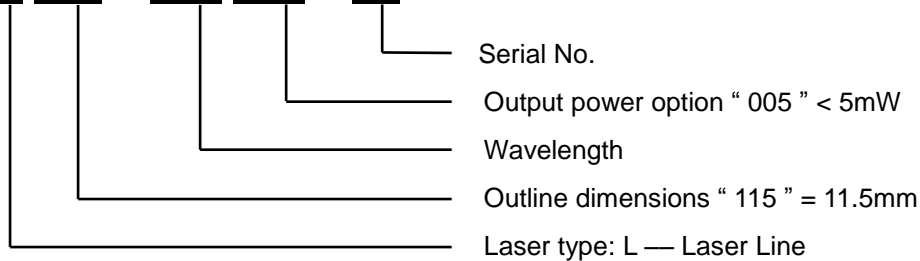 Serial No.
Output power option “ 005 ” < 5mW
Wavelength
Outline dimensions “ 115 ” = 11.5mm
Laser type: L — Laser Line